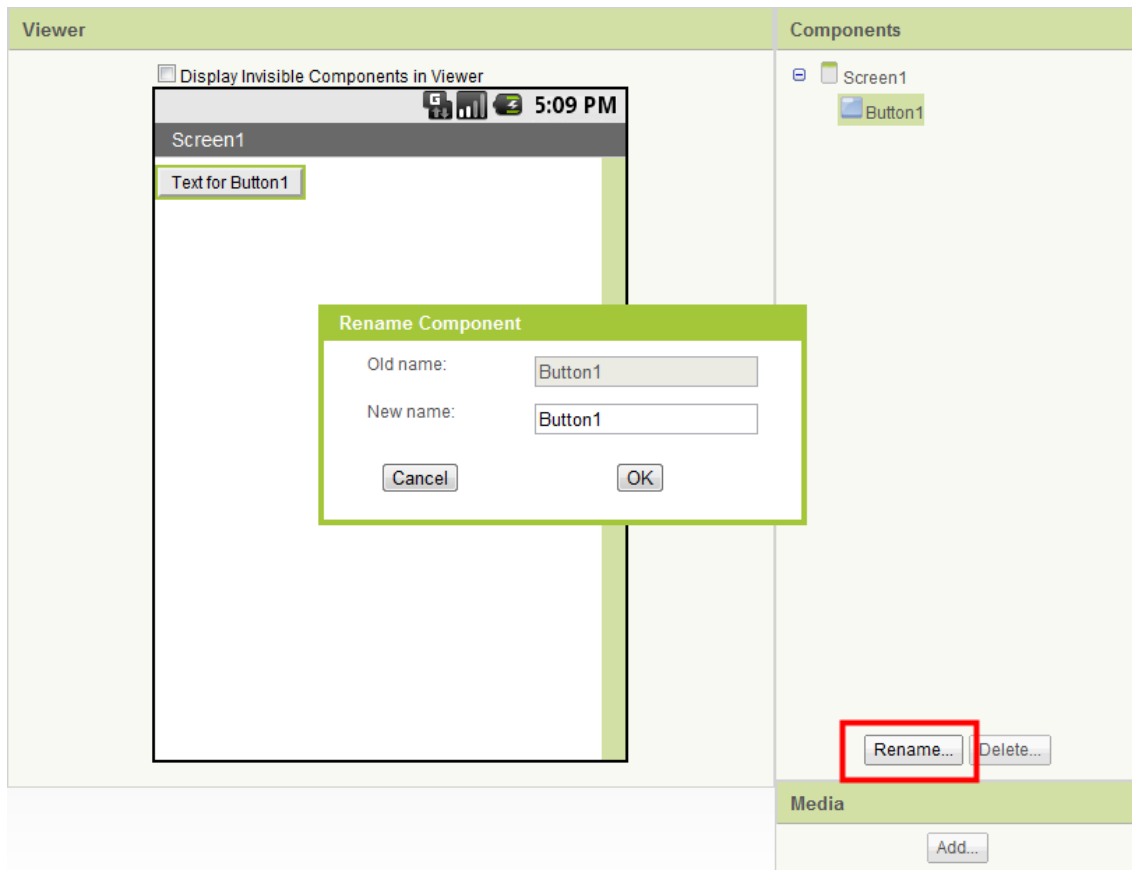 Viewer
Components
Display Invisible Components in Viewer
5:09 PM
Screen1
Text for Button1
Screen1
Button1
Rename Component
Old name:
Button1
New name:
Button1
Cancel
OK
Rename...
Delete...
Media
Add...